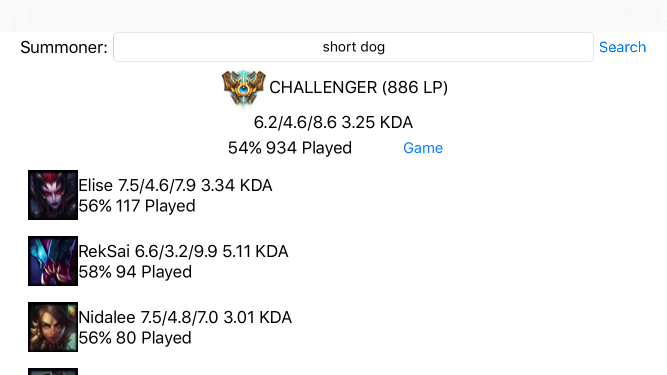 Summoner: short dog Search
CHALLENGER (886 LP)
6.2/4.6/8.6 3.25 KDA
54% 934 Played Game
Elise 7.5/4.6/7.9 3.34 KDA
56% 117 Played
RekSai 6.6/3.2/9.9 5.11 KDA
58% 94 Played
Nidalee 7.5/4.8/7.0 3.01 KDA
56% 80 Played